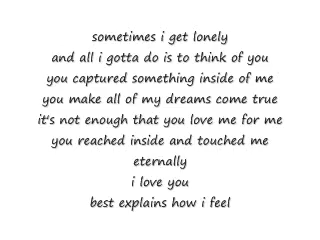 sometimes i get lonely
and all i gotta do is to think of you
you captured something inside of me
you make all of my dreams come true
it's not enough that you love me for me
you reached inside and touched me
eternally
i love you
best explains how i feel